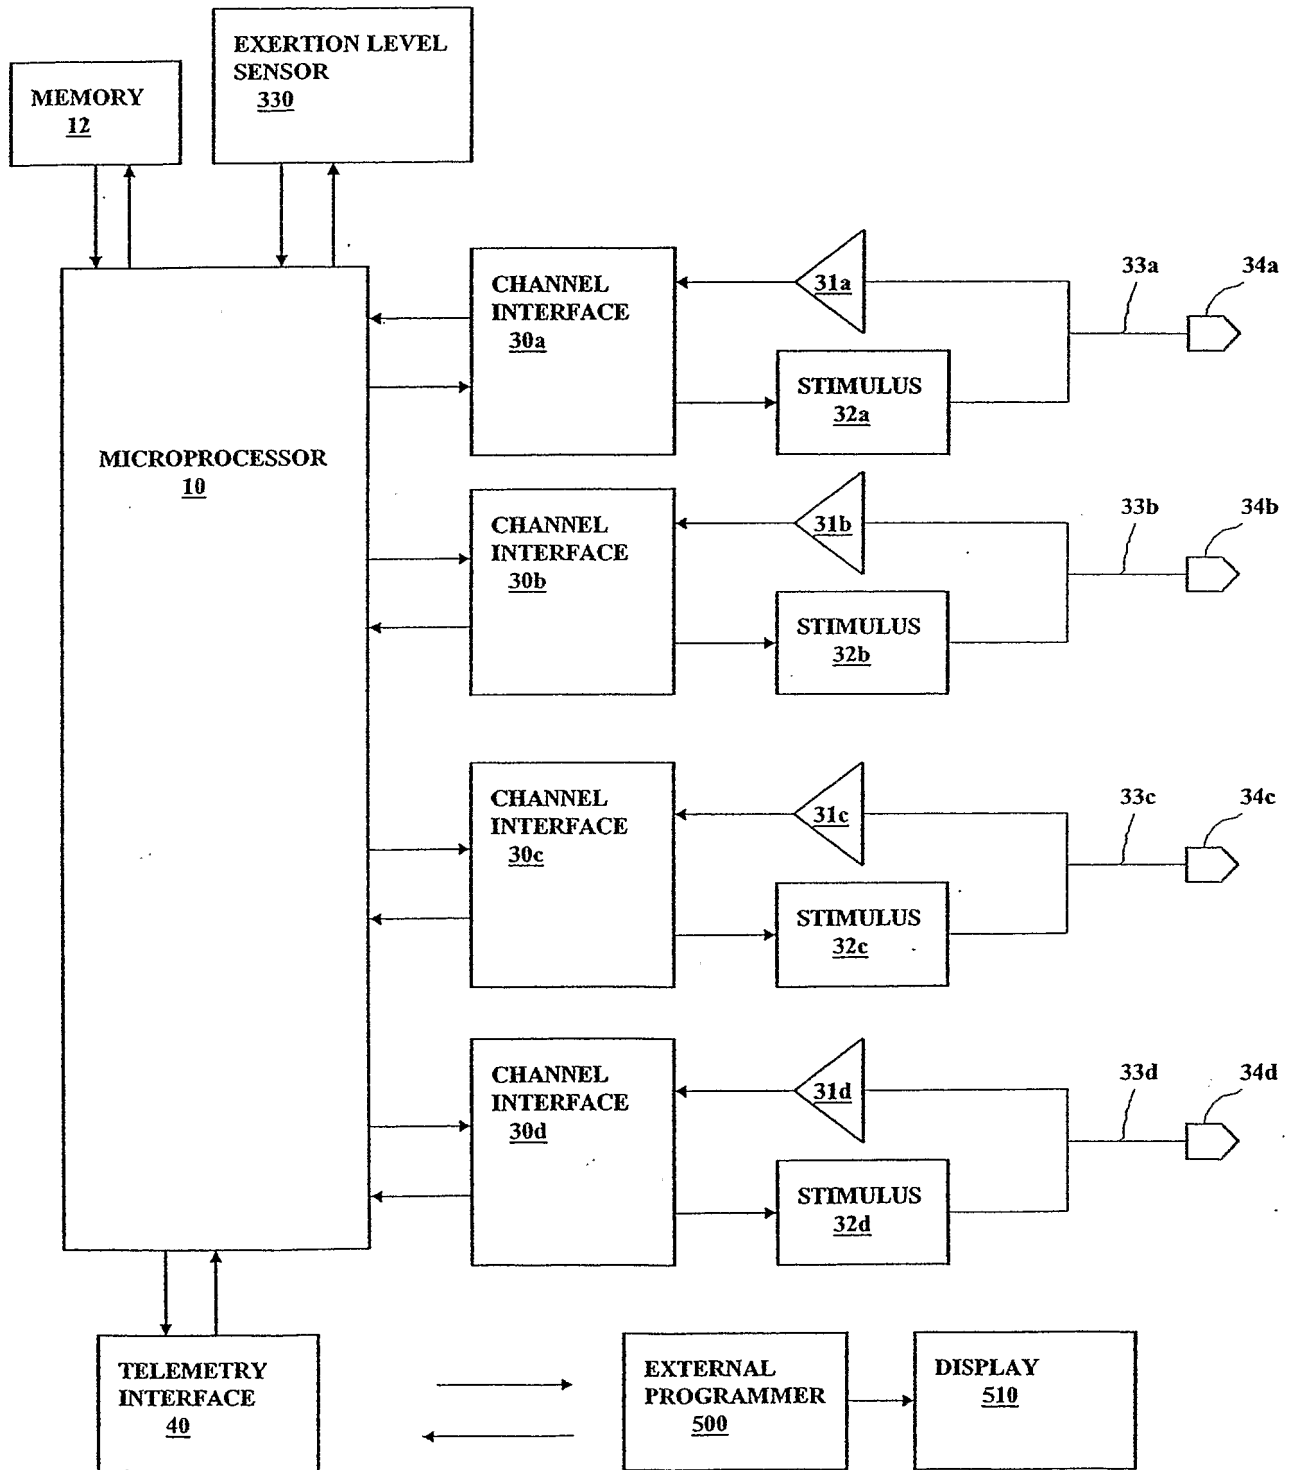 EXERTION LEVEL
SENSOR
330
MEMORY
12
MICROPROCESSOR
10
CHANNEL
INTERFACE
30a
31a
STIMULUS
32a
33a
34a
CHANNEL
INTERFACE
30b
31b
STIMULUS
32b
33b
34b
CHANNEL
INTERFACE
30c
31c
STIMULUS
32c
33c
34c
CHANNEL
INTERFACE
30d
31d
STIMULUS
32d
33d
34d
TELEMETRY
INTERFACE
40
EXTERNAL
PROGRAMMER
500
DISPLAY
510